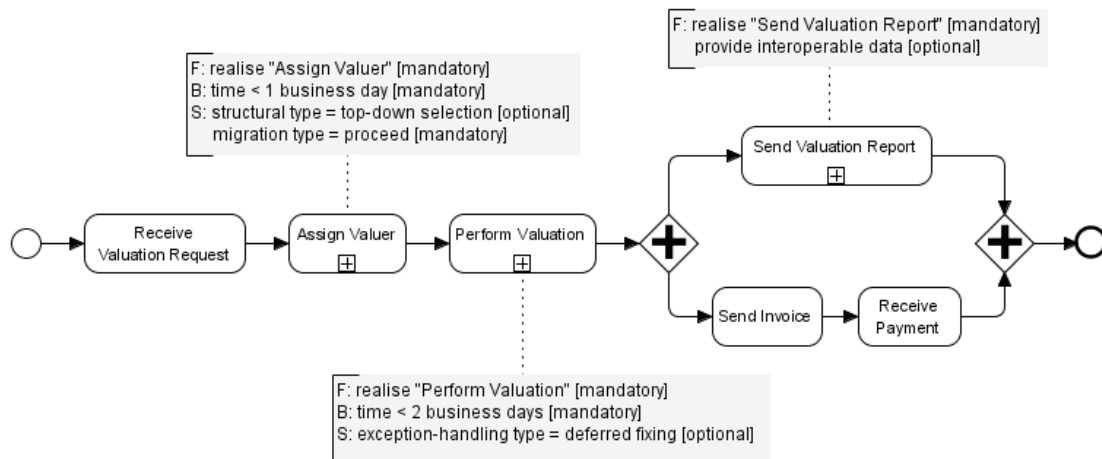 F: realise "Send Valuation Report" [mandatory]
provide interoperable data [optional]
F: realise "Assign Valuer" [mandatory]
B: time < 1 business day [mandatory]
S: structural type = top-down selection [optional]
migration type = proceed [mandatory]
Send Valuation Report
Receive
Valuation Request
Assign Valuer
Perform Valuation
Send Invoice
Receive
Payment
F: realise "Perform Valuation" [mandatory]
B: time < 2 business days [mandatory]
S: exception-handling type = deferred fixing [optional]